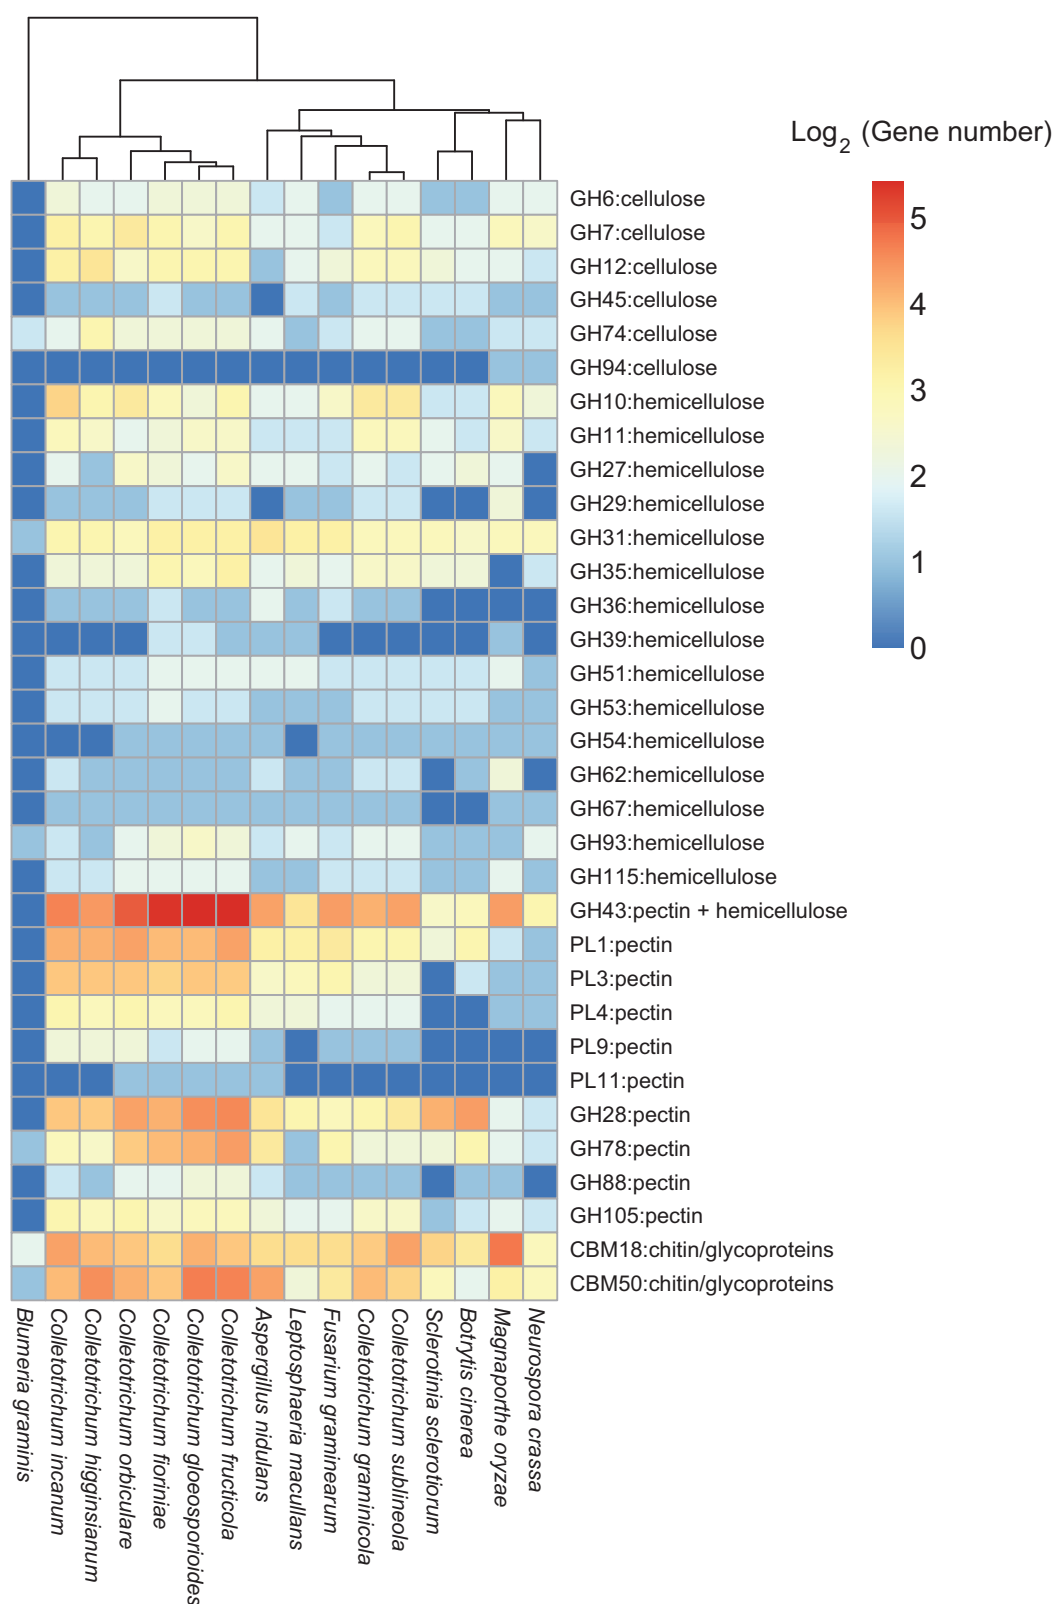 Log2 (Gene number)
5
4
3
2
1
0
GH6:cellulose
GH7:cellulose
GH12:cellulose
GH45:cellulose
GH74:cellulose
GH94:cellulose
GH10:hemicellulose
GH11:hemicellulose
GH27:hemicellulose
GH29:hemicellulose
GH31:hemicellulose
GH35:hemicellulose
GH36:hemicellulose
GH39:hemicellulose
GH51:hemicellulose
GH53:hemicellulose
GH54:hemicellulose
GH62:hemicellulose
GH67:hemicellulose
GH93:hemicellulose
GH115:hemicellulose
GH43:pectin + hemicellulose
PL1:pectin
PL3:pectin
PL4:pectin
PL9:pectin
PL11:pectin
GH28:pectin
GH78:pectin
GH88:pectin
GH105:pectin
CBM18:chitin/glycoproteins
CBM50:chitin/glycoproteins
Blumeria graminis
Colletotrichum incanum
Colletotrichum higginsianum
Colletotrichum orbiculare
Colletotrichum fioriniae
Colletotrichum gloeosporioides
Colletotrichum fructicola
Aspergillus nidulans
Leptosphaeria macullans
Fusarium graminearum
Colletotrichum graminicola
Colletotrichum sublineola
Sclerotinia sclerotiorum
Botrytis cinerea
Magnaporthe oryzae
Neurospora crassa